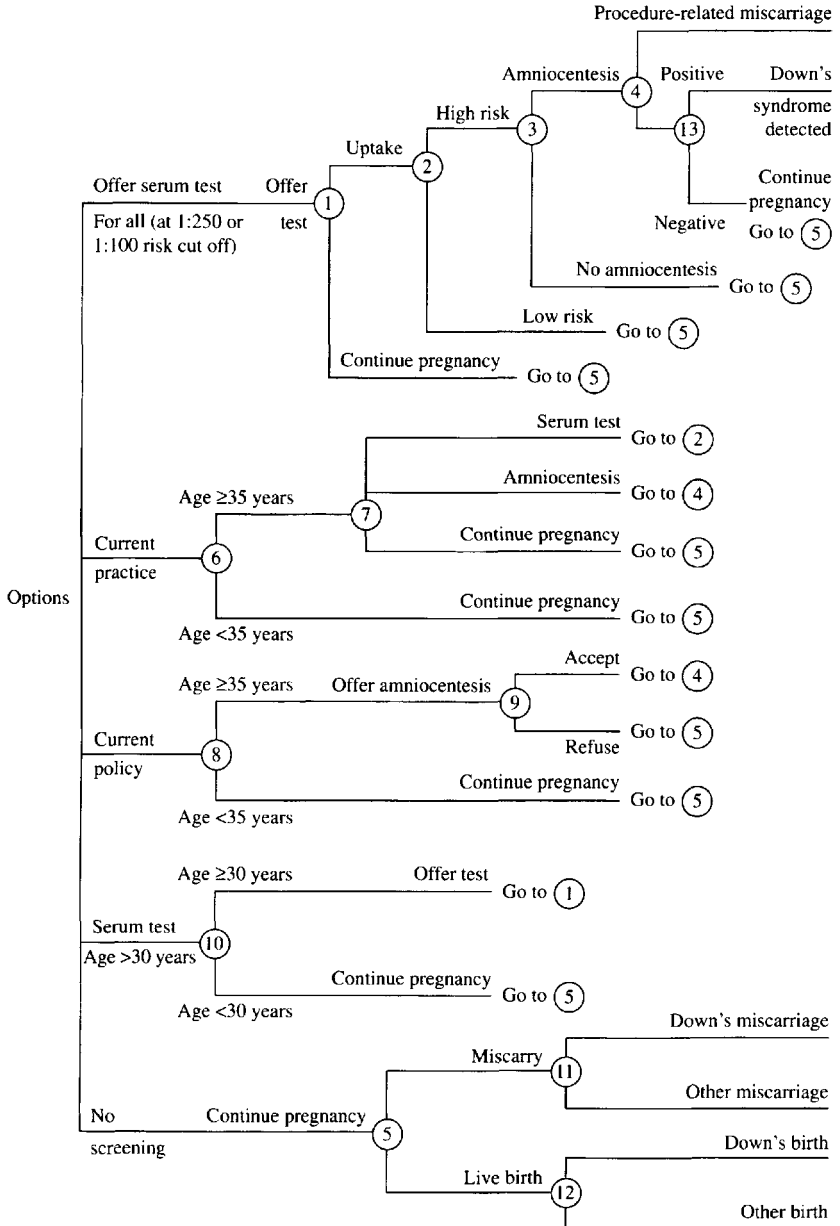 Procedure-related miscarriage
Amniocentesis
4
Positive
Down's
syndrome
detected
High risk
3
13
Uptake
2
Continue
pregnancy
Offer serum test
Offer
1
test
For all (at 1:250 or
1:100 risk cut off)
Negative
Go to 5
No amniocentesis
Go to 5
Low risk
Go to 5
Continue pregnancy
Go to 5
Serum test
Go to 2
Age ≥35 years
Amniocentesis
Go to 4
7
Current
practice
6
Continue pregnancy
Go to 5
Options
Continue pregnancy
Go to 5
Age <35 years
Accept
Go to 4
Age ≥35 years
Offer amniocentesis
9
Current
policy
8
Refuse
Go to 5
Continue pregnancy
Go to 5
Age <35 years
Age ≥30 years
Offer test
Go to 1
Serum test
Age >30 years
10
Continue pregnancy
Go to 5
Age <30 years
Down's miscarriage
Miscarry
11
Other miscarriage
No
screening
Continue pregnancy
5
Down's birth
Live birth
12
Other birth